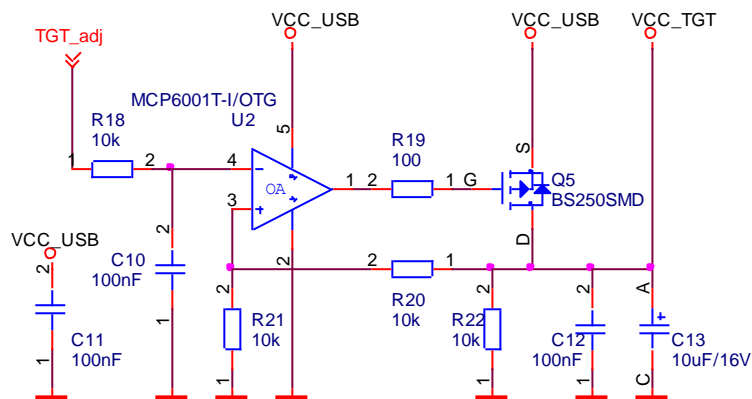 VCC_USB
VCC_USB
VCC_TGT
TGT_adj
MCP6001T-I/OTG
U2
R18
10k
1
2
4
5
3
2
1
OA
R19
100
2
1
G
S
D
Q5
BS250SMD
VCC_USB
2
1
C11
100nF
C10
100nF
2
1
R20
10k
2
1
R21
10k
2
1
R22
10k
2
1
C12
100nF
2
1
A
C
+
C13
10uF/16V